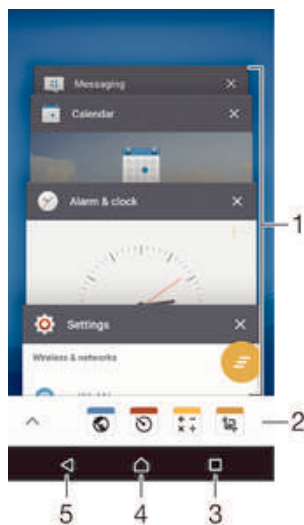 Messaging
Calendar
Alarm & clock
1
Settings
Wireless & networks
2
5
4
3